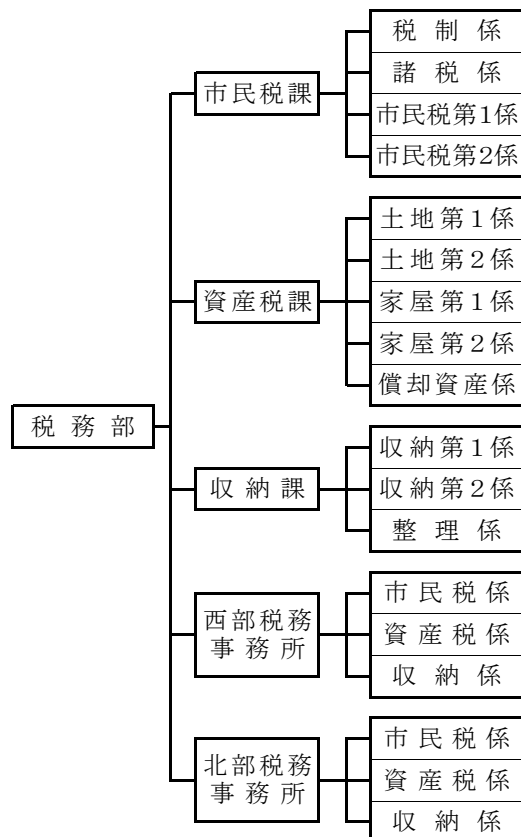 税務部
市民税課
税制係
諸税係
市民税第1係
市民税第2係
資産税課
土地第1係
土地第2係
家屋第1係
家屋第2係
償却資産係
収納課
収納第1係
収納第2係
整理係
西部税務
事務所
市民税係
資産税係
収納係
北部税務
事務所
市民税係
資産税係
収納係